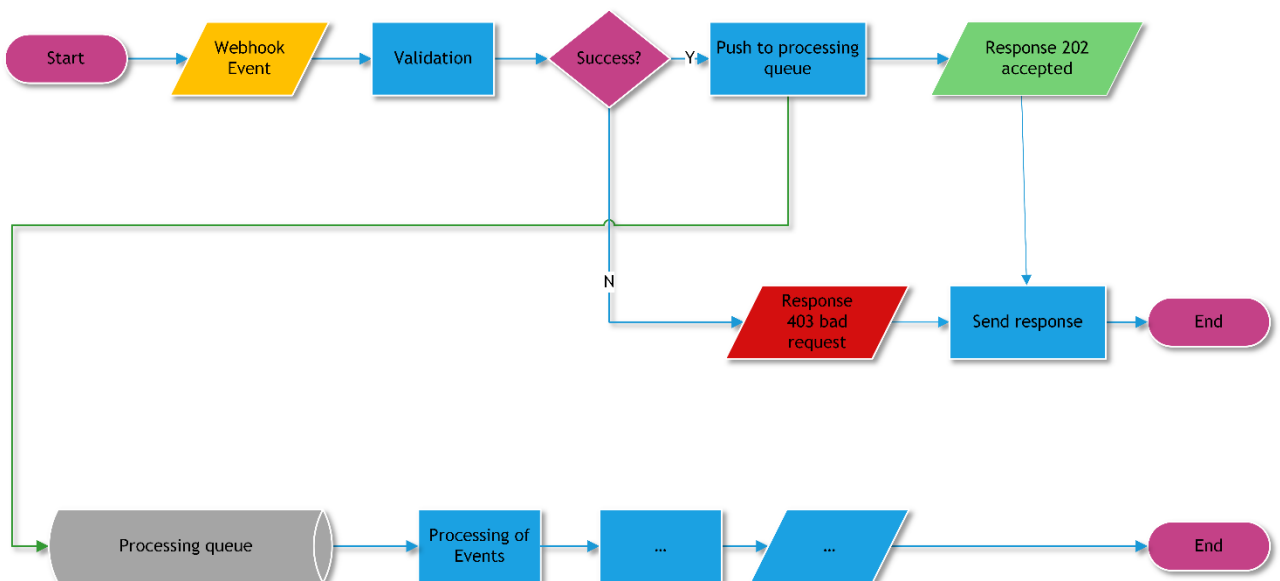 Start
Webhook
Event
Validation
Success?
Y
Push to processing
queue
Response 202
accepted
N
Response
403 bad
request
Send response
End
Processing queue
Processing of
Events
...
...
End